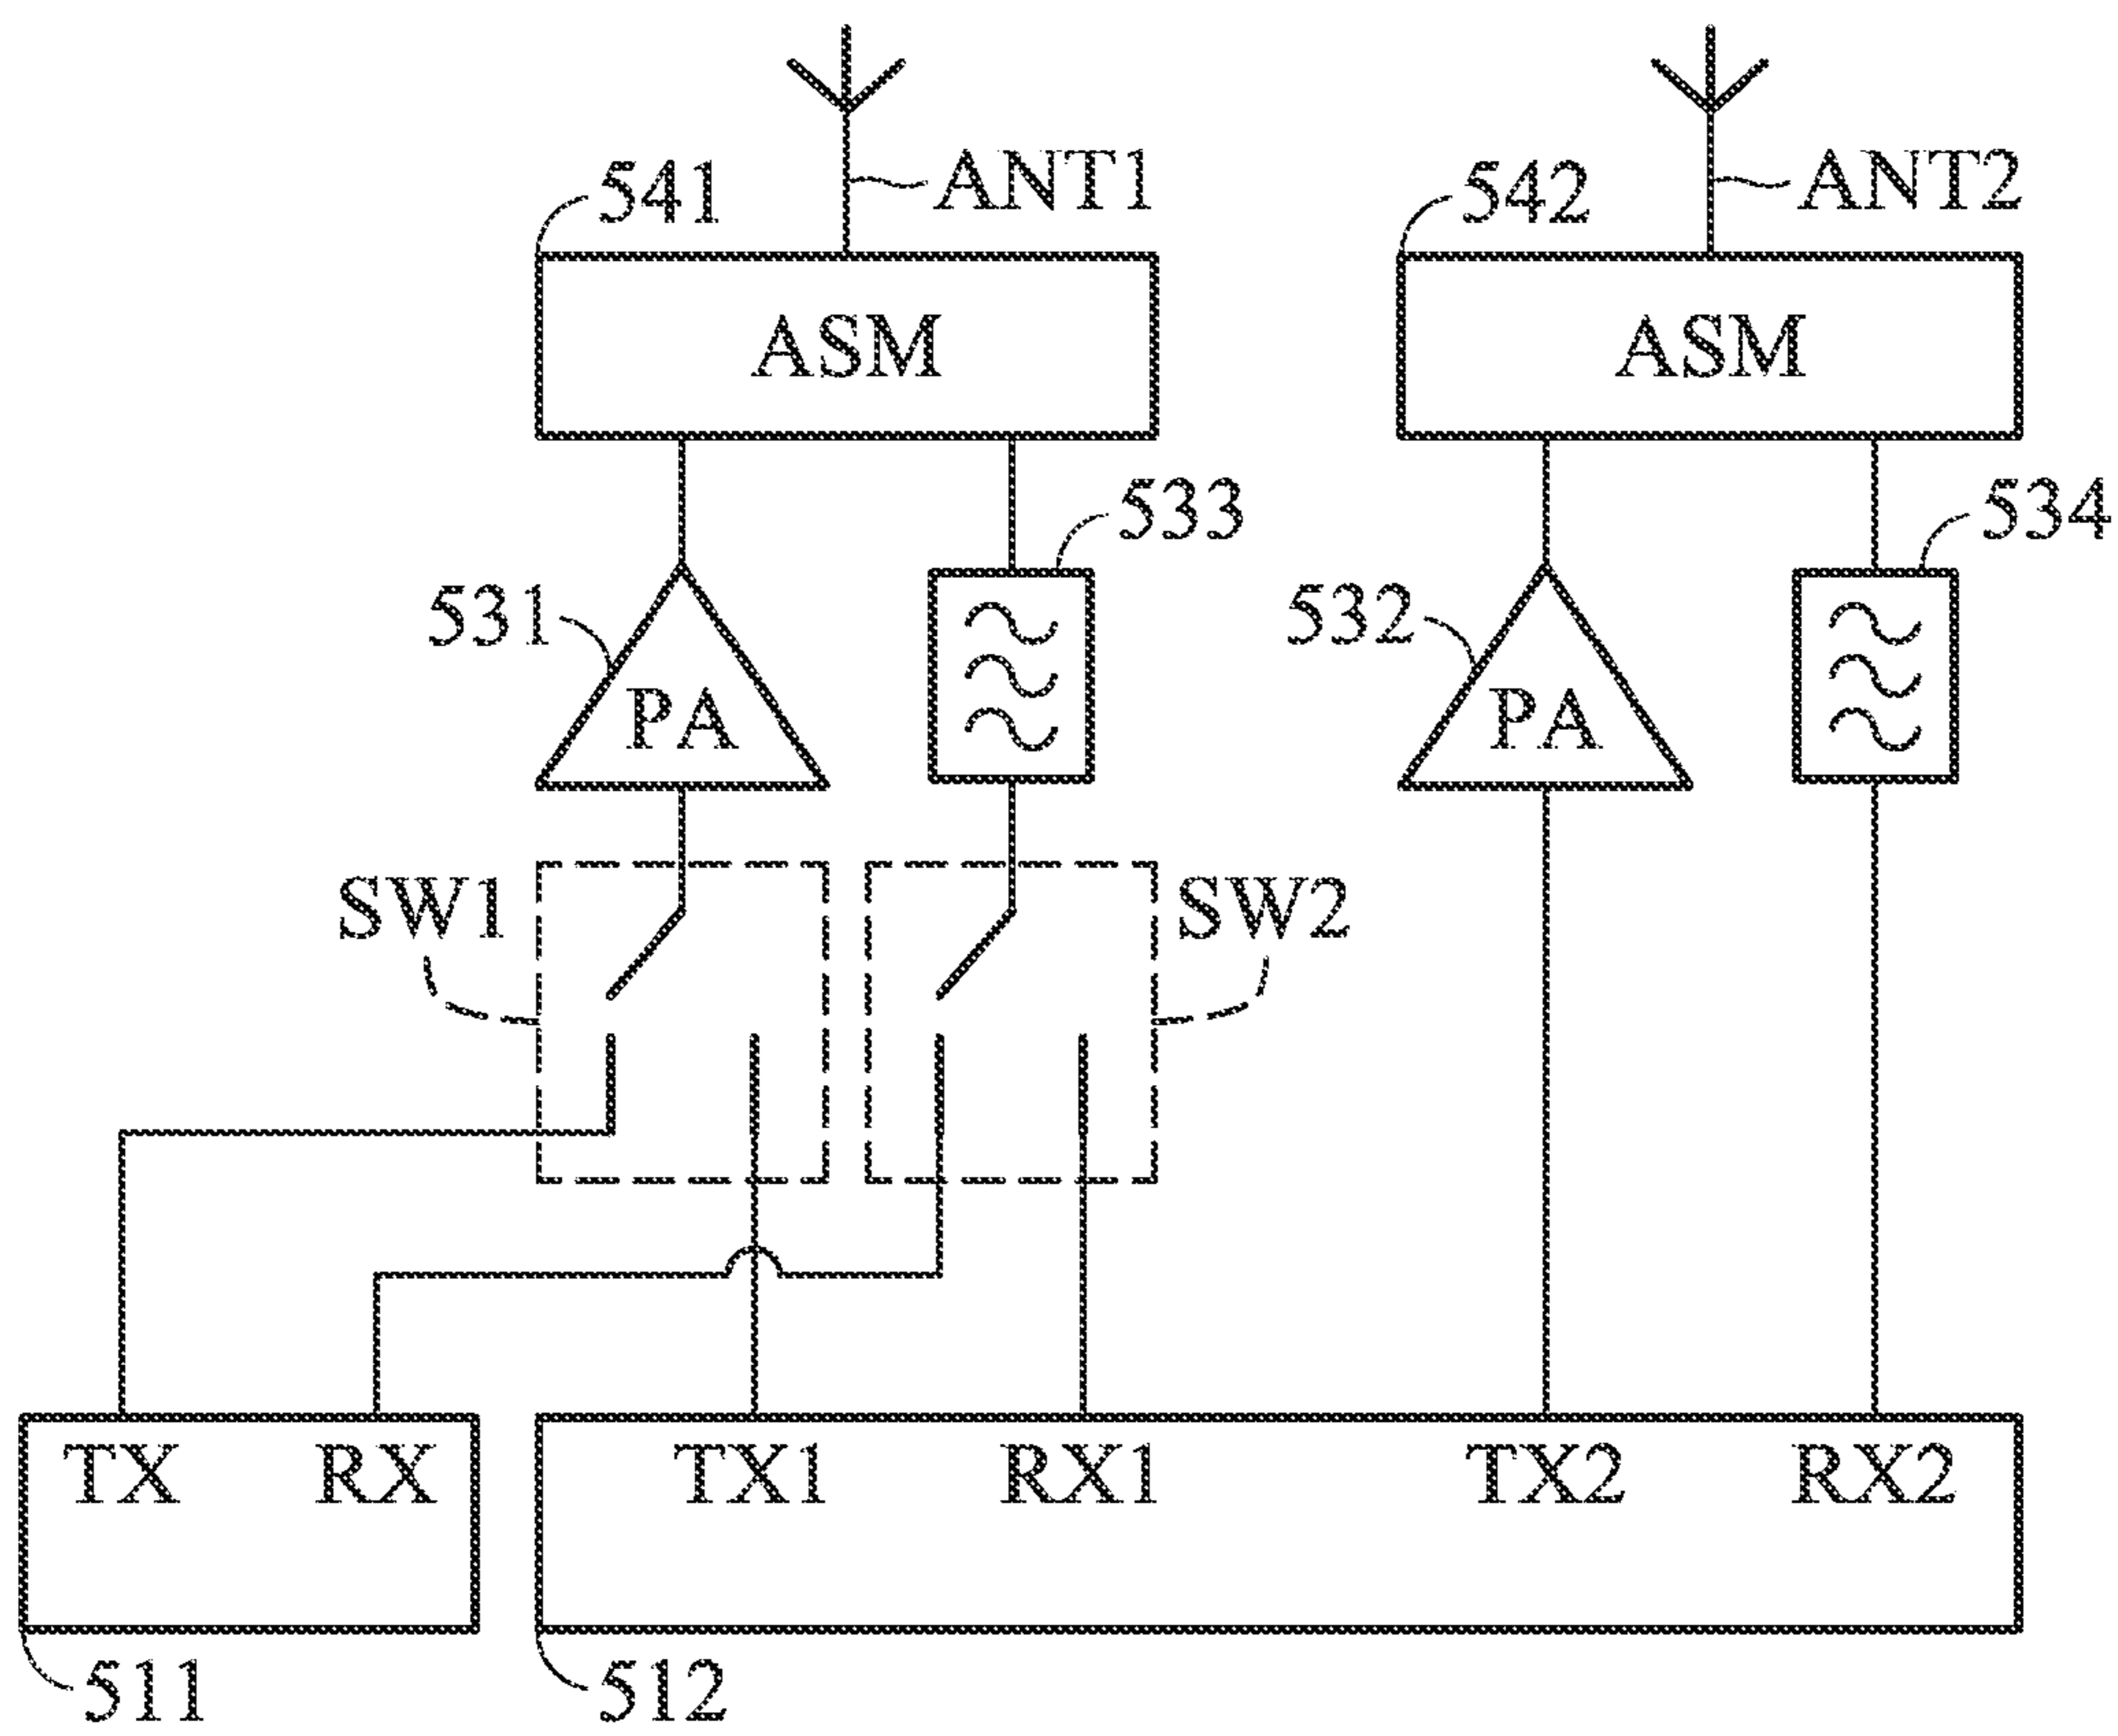 ANT1
ANT2
541
542
ASM
ASM
533
534
531
532
PA
PA
SW1
SW2
TX
RX
TX1
RX1
TX2
RX2
511
512